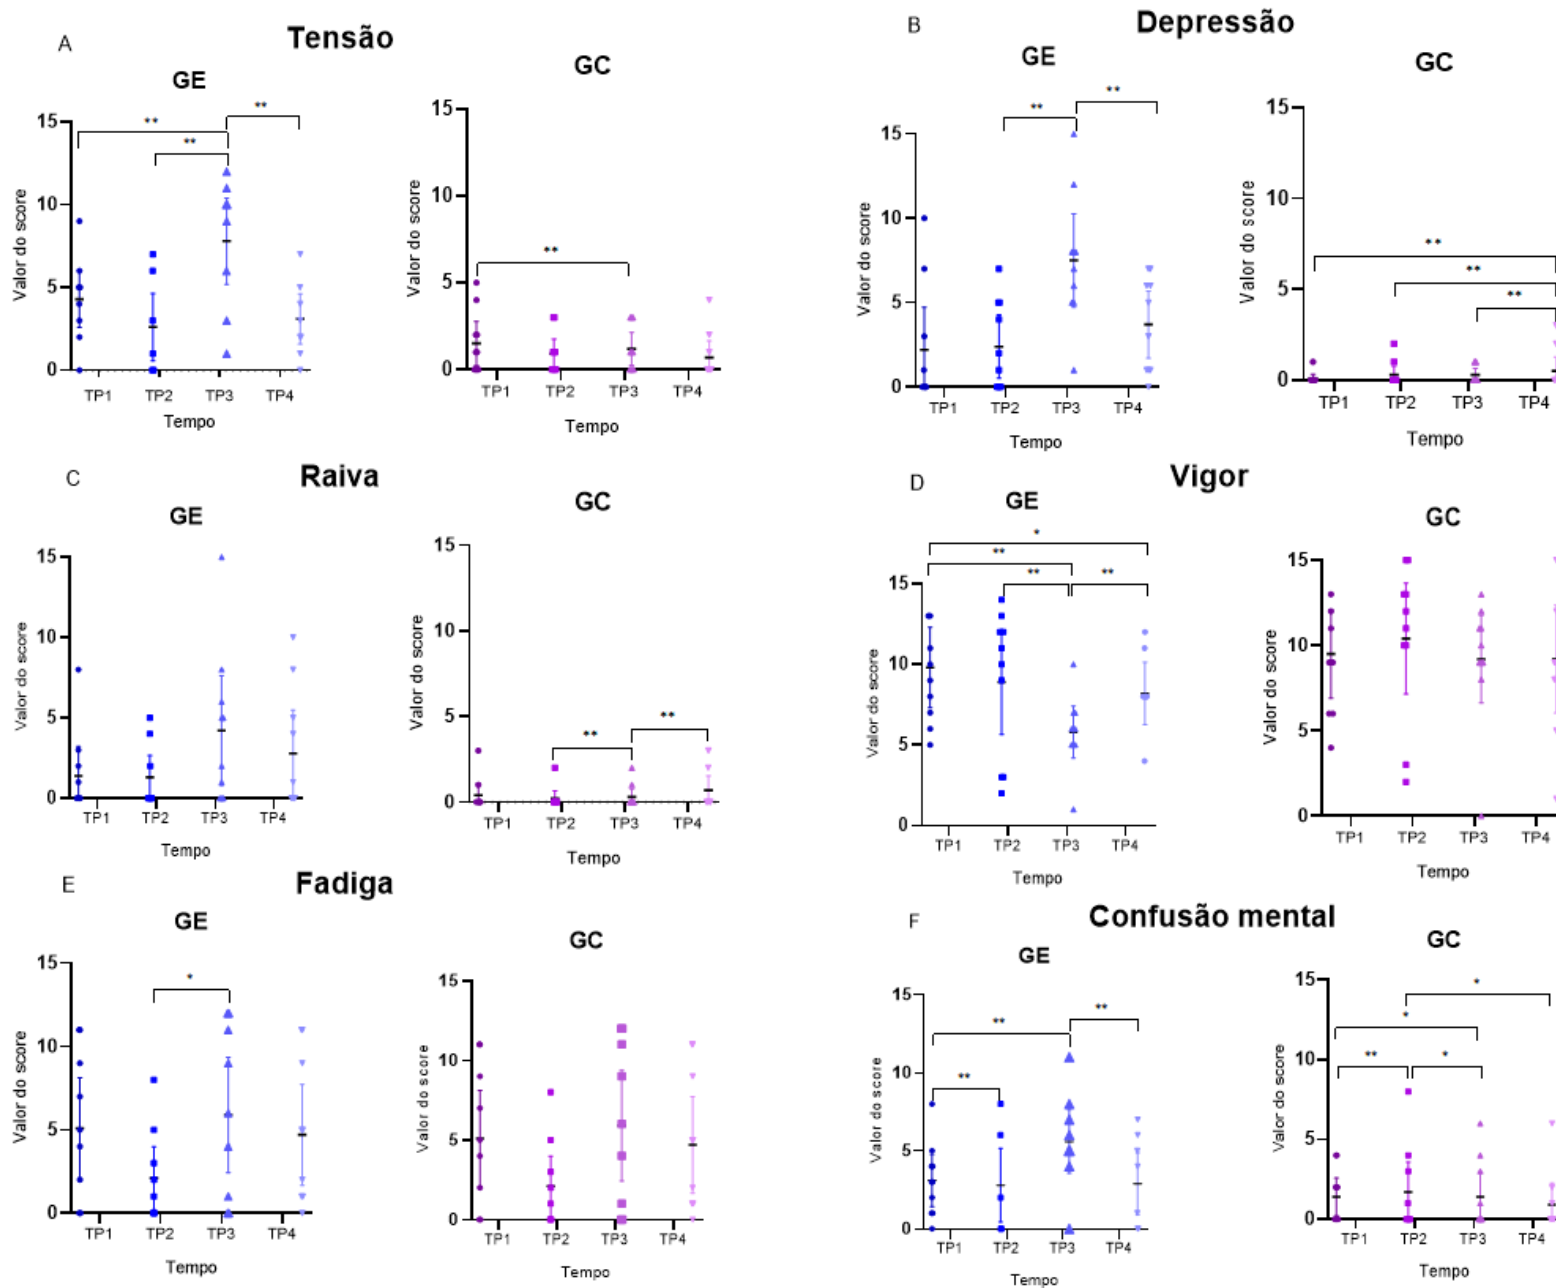 A
Tensão
GE
GC
Valor do score
15
10
5
0
** ** **
TP1 TP2 TP3 TP4
Tempo
Valor do score
15
10
5
0
**
TP1 TP2 TP3 TP4
Tempo
B
Depressão
GE
GC
Valor do score
15
10
5
0
** **
TP1 TP2 TP3 TP4
Tempo
Valor do score
15
10
5
0
**
**
**
TP1 TP2 TP3 TP4
Tempo
C
Raiva
GE
GC
Valor do score
15
10
5
0
TP1 TP2 TP3 TP4
Tempo
Valor do score
15
10
5
0
** **
TP1 TP2 TP3 TP4
Tempo
D
Vigor
GE
GC
Valor do score
15
10
5
0
*
**
** **
TP1 TP2 TP3 TP4
Tempo
Valor do score
15
10
5
0
TP1 TP2 TP3 TP4
Tempo
E
Fadiga
GE
GC
Valor do score
15
10
5
0
*
TP1 TP2 TP3 TP4
Tempo
Valor do score
15
10
5
0
TP1 TP2 TP3 TP4
Tempo
F
Confusão mental
GE
GC
Valor do score
15
10
5
0
** **
**
TP1 TP2 TP3 TP4
Tempo
Valor do score
15
10
5
0
*
*
** *
TP1 TP2 TP3 TP4
Tempo